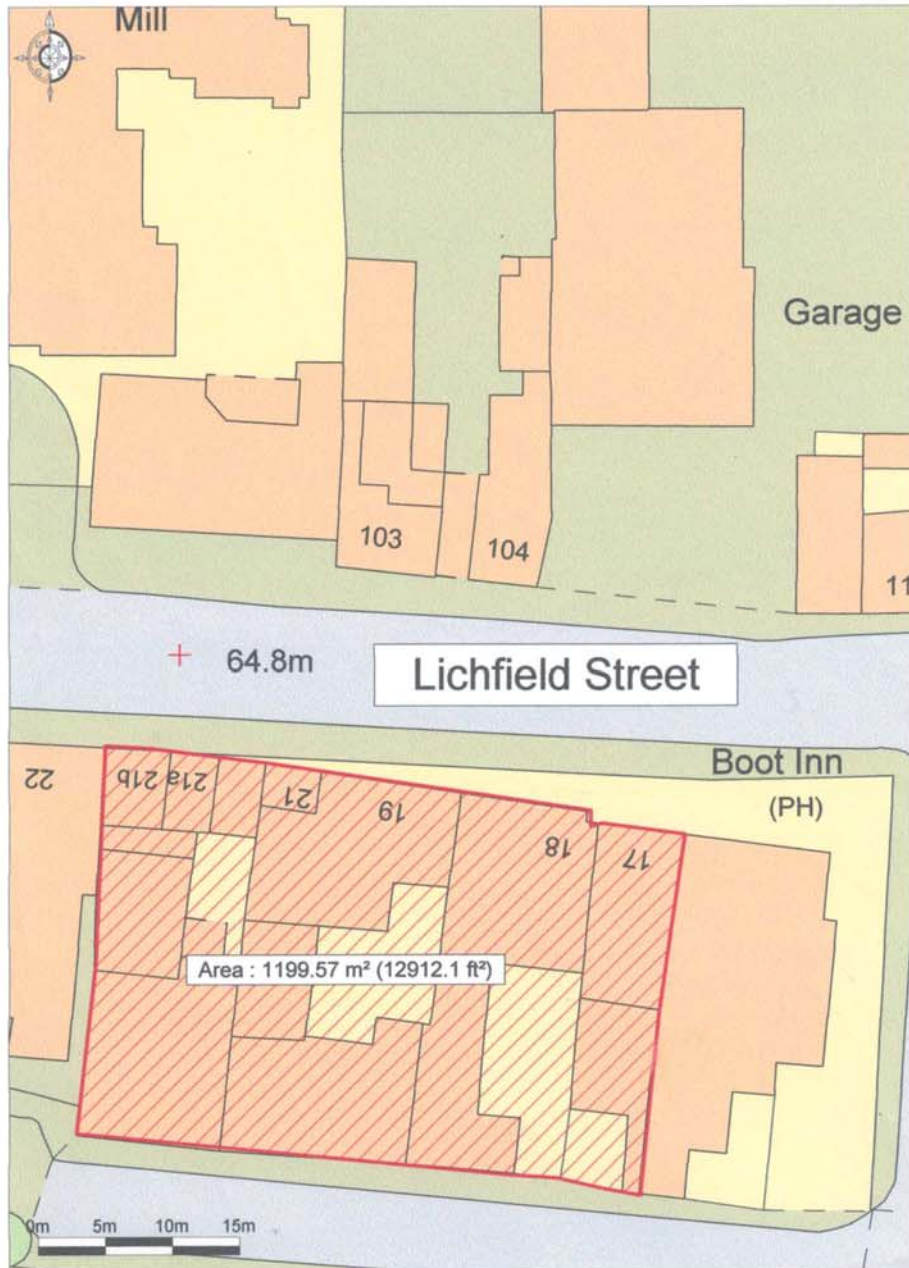 Mill
Garage
103
104
11
64.8m
Lichfield Street
Boot Inn
(PH)
22
21b
21a
21
19
18
17
Area : 1199.57 m² (12912.1 ft²)
0m 5m 10m 15m